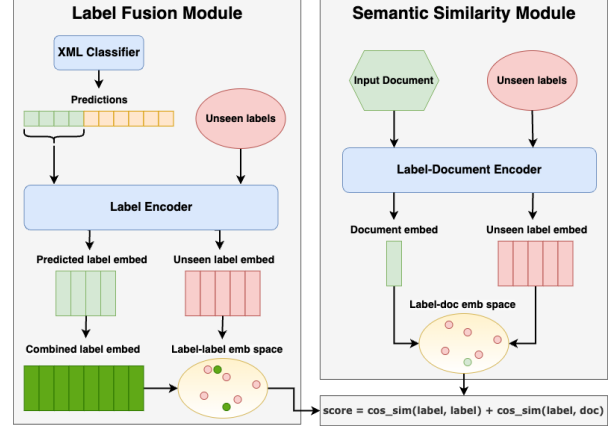 Label Fusion Module
XML Classifier
Predictions
Unseen labels
Label Encoder
Predicted label embed
Unseen label embed
Combined label embed
Label-label emb space
Semantic Similarity Module
Input Document
Unseen labels
Label-Document Encoder
Document embed
Unseen label embed
Label-doc emb space
score = cos_sim(label, label) + cos_sim(label, doc)